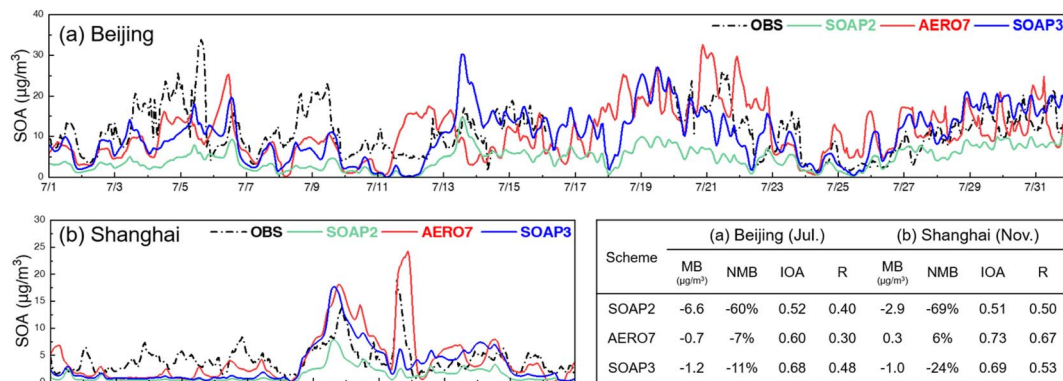 (a) Beijing
OBS SOAP2 AERO7 SOAP3
SOA (μg/m³)
40
30
20
10
0
7/1 7/3 7/5 7/7 7/9 7/11 7/13 7/15 7/17 7/19 7/21 7/23 7/25 7/27 7/29 7/31
(b) Shanghai
OBS SOAP2 AERO7 SOAP3
SOA (μg/m³)
30
25
20
15
10
5
Scheme (a) Beijing (Jul.) (b) Shanghai (Nov.)
MB (μg/m³) NMB IOA R MB (μg/m³) NMB IOA R
SOAP2 -6.6 -60% 0.52 0.40 -2.9 -69% 0.51 0.50
AERO7 -0.7 -7% 0.60 0.30 0.3 6% 0.73 0.67
SOAP3 -1.2 -11% 0.68 0.48 -1.0 -24% 0.69 0.53